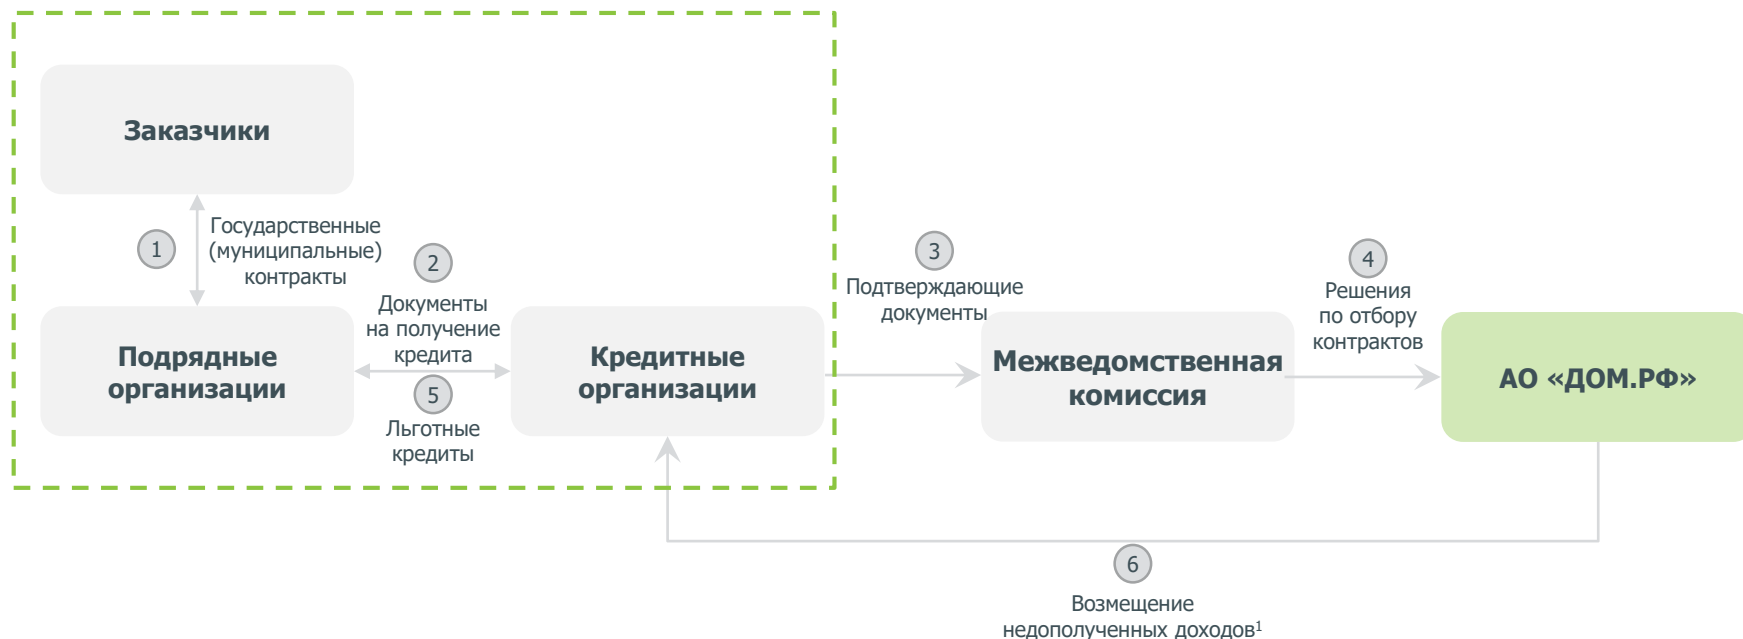 Заказчики
1
Государственные
(муниципальные)
контракты
2
Документы
на получение
кредита
Подрядные
организации
5
Льготные
кредиты
Кредитные
организации
3
Подтверждающие
документы
Межведомственная
комиссия
4
Решения
по отбору
контрактов
АО «ДОМ.РФ»
6
Возмещение
недополученных доходов¹